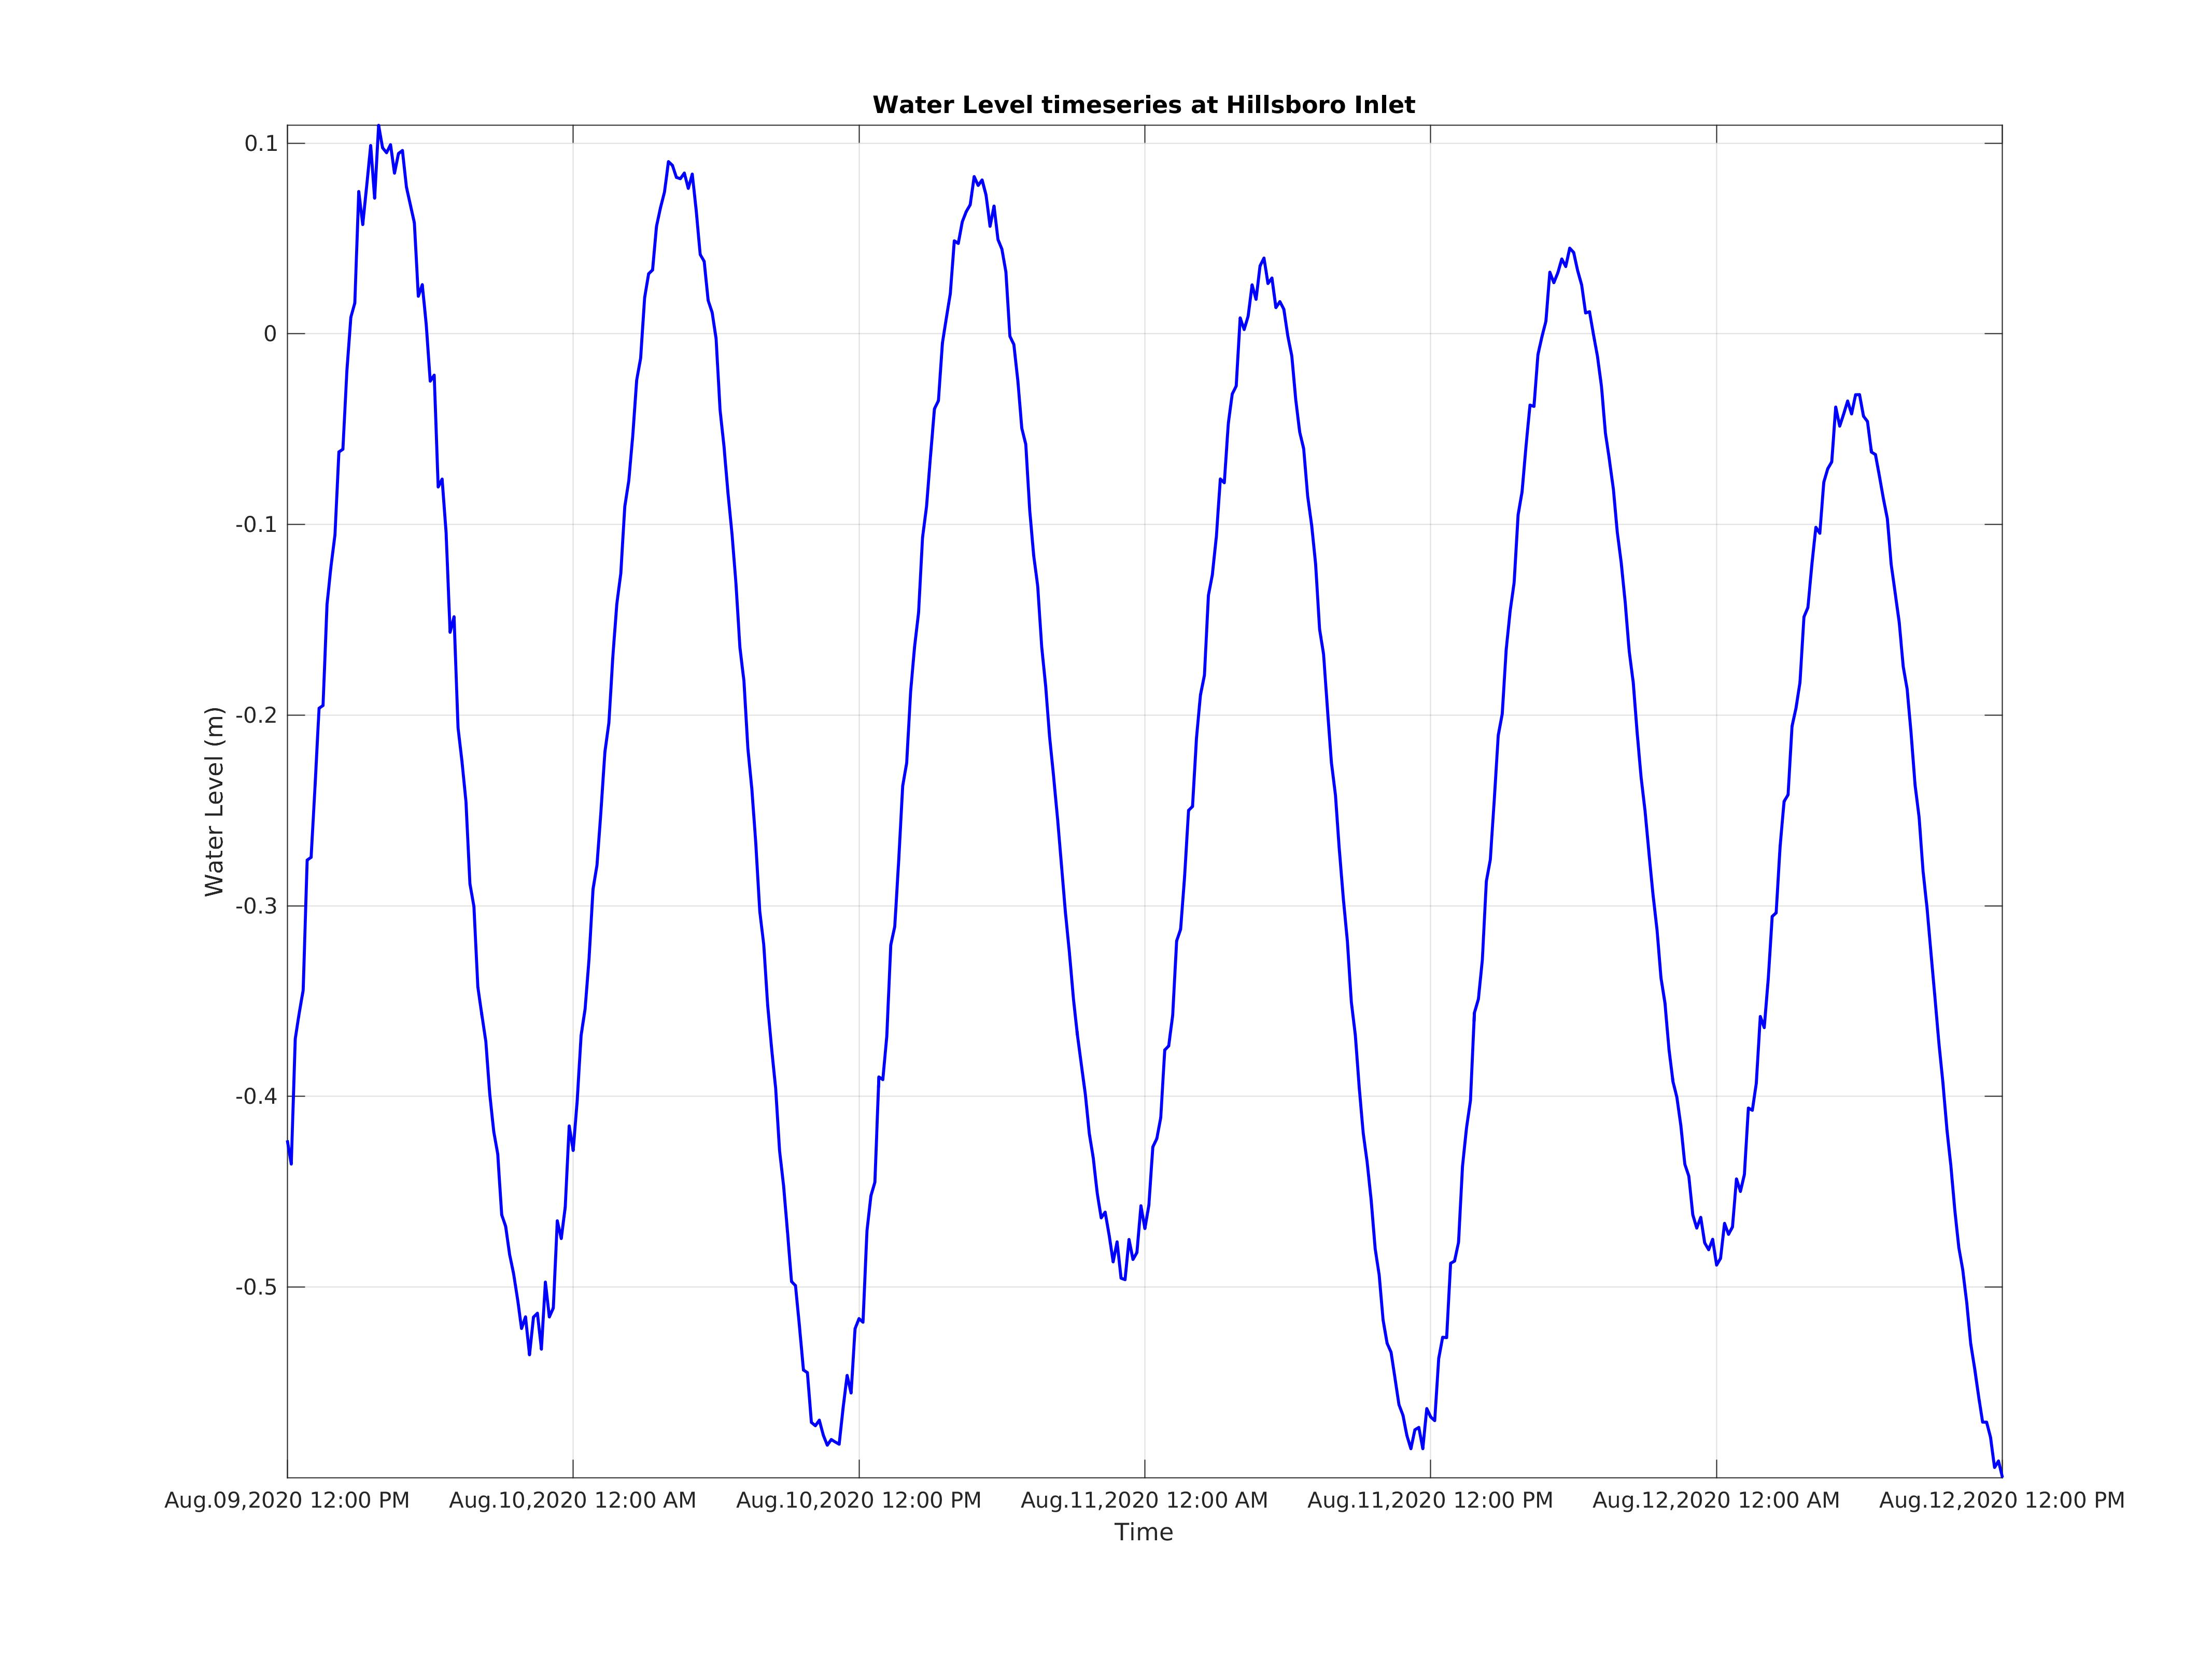 Water Level timeseries at Hillsboro Inlet
0.1
0
-0.1
-0.2
-0.3
-0.4
-0.5
Water Level (m)
Aug.09,2020 12:00 PM
Aug.10,2020 12:00 AM
Aug.10,2020 12:00 PM
Aug.11,2020 12:00 AM
Aug.11,2020 12:00 PM
Aug.12,2020 12:00 AM
Aug.12,2020 12:00 PM
Time